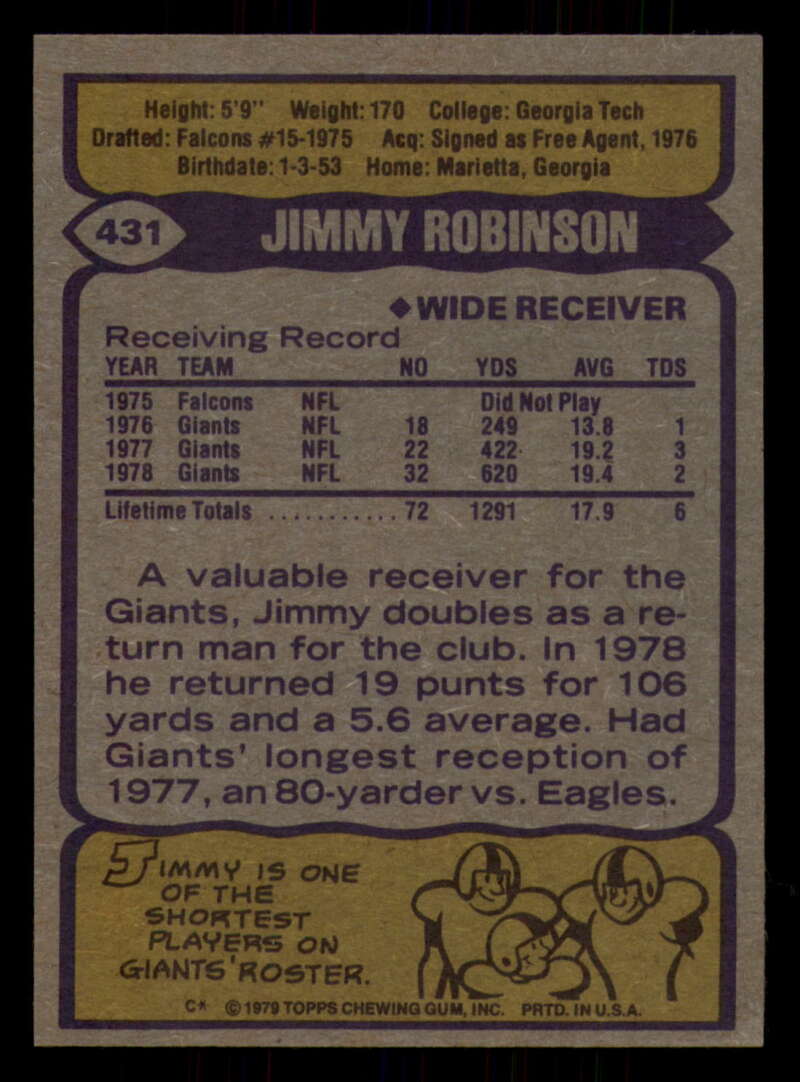 Height: 5'9" Weight: 170 College: Georgia Tech
Drafted: Falcons #15-1975 Acq: Signed as Free Agent, 1976
Birthdate: 1-3-53 Home: Marietta, Georgia
431 JIMMY ROBINSON
◆WIDE RECEIVER
Receiving Record
YEAR TEAM NO YDS AVG TDS
1975 Falcons NFL Did Not Play
1976 Giants NFL 18 249 13.8 1
1977 Giants NFL 22 422 19.2 3
1978 Giants NFL 32 620 19.4 2
Lifetime Totals ........... 72 1291 17.9 6
A valuable receiver for the
Giants, Jimmy doubles as a re-
turn man for the club. In 1978
he returned 19 punts for 106
yards and a 5.6 average. Had
Giants' longest reception of
1977, an 80-yarder vs. Eagles.
JIMMY IS ONE
OF THE
SHORTEST
PLAYERS ON
GIANTS' ROSTER.
C* © 1979 TOPPS CHEWING GUM, INC. PRTD. IN U.S.A.